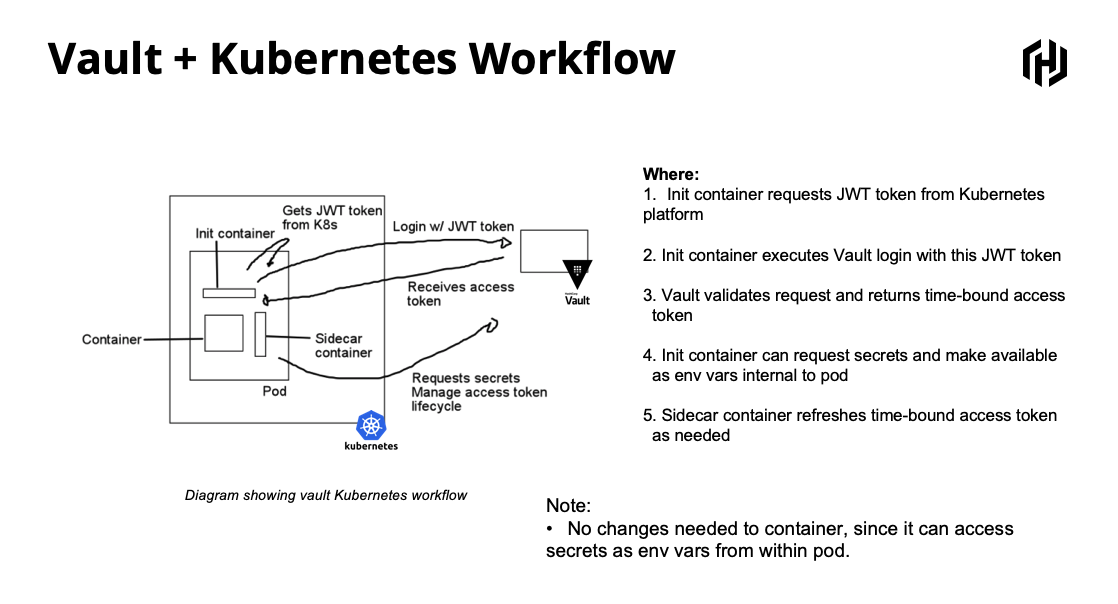 Vault + Kubernetes Workflow
Gets JWT token
from K8s
Init container
Login w/ JWT token
Receives access
token
Vault
Container
Sidecar
container
Pod
Requests secrets
Manage access token
lifecycle
kubernetes
Diagram showing vault Kubernetes workflow
Where:
1. Init container requests JWT token from Kubernetes
platform
2. Init container executes Vault login with this JWT token
3. Vault validates request and returns time-bound access
token
4. Init container can request secrets and make available
as env vars internal to pod
5. Sidecar container refreshes time-bound access token
as needed
Note:
• No changes needed to container, since it can access
secrets as env vars from within pod.